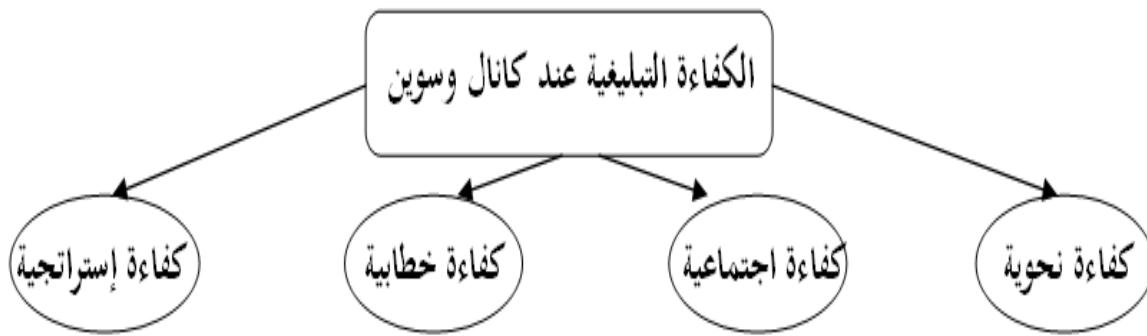 الكفاءة التبليغية عند كانال وسوين
كفاءة نحوية
كفاءة اجتماعية
كفاءة خطابية
كفاءة إستراتجية